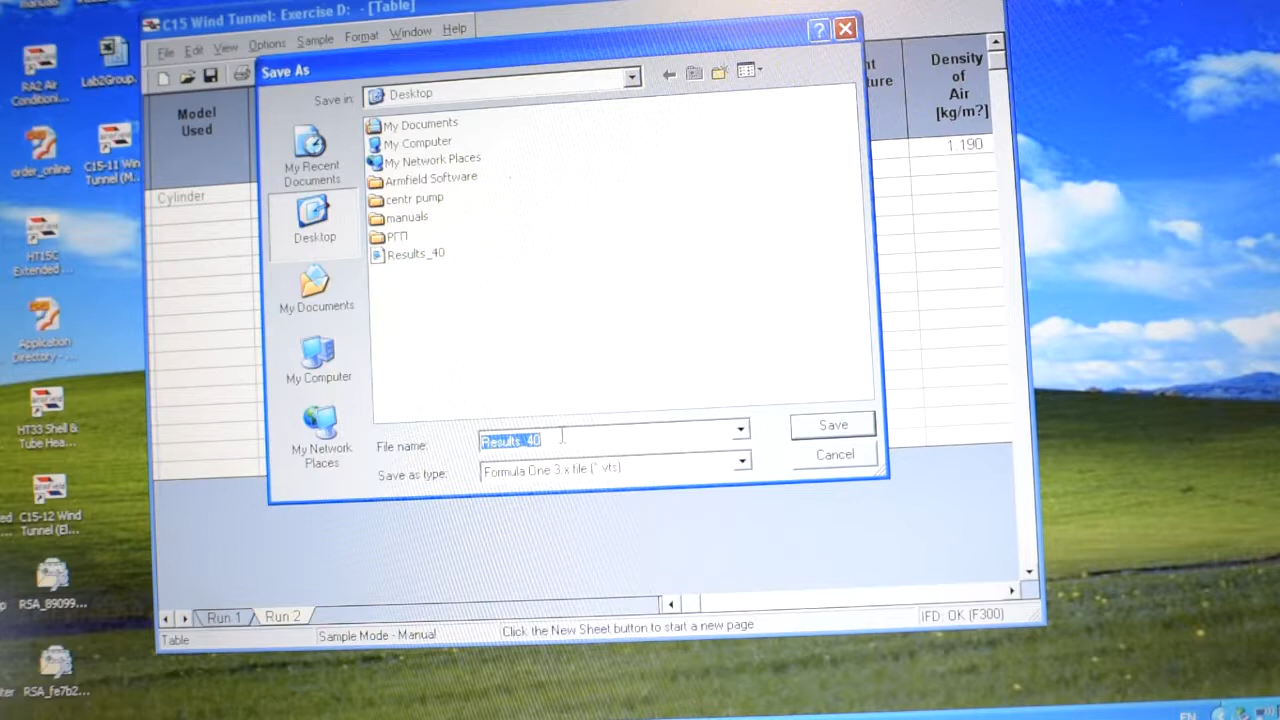 manuals
RA2 Air
Conditioni...
Lab2Group.
order_online
C15-11 Win
Tunnel (M...
HT15C
Extended ...
Application
Directory - ...
HT33 Shell &
Tube Hea...
C15-12 Wind
Tunnel (El...
RSA_89099...
RSA_fe7b2...
C15 Wind Tunnel: Exercise D: - [Table]
File Edit View Options Sample Format Window Help
Model
Used
Cylinder
Density
of
Air
[kg/m?]
1.190
Save As
Save in:
Desktop
My Recent
Documents
Desktop
My Documents
My Computer
My Network
Places
My Documents
My Computer
My Network Places
Armfield Software
centr pump
manuals
РГП
Results_40
File name:
Results_40
Save
Save as type:
Formula One 3.x file (*.vts)
Cancel
Run 1
Run 2
Table
Sample Mode - Manual
Click the New Sheet button to start a new page
IFD: OK (F300)
EN